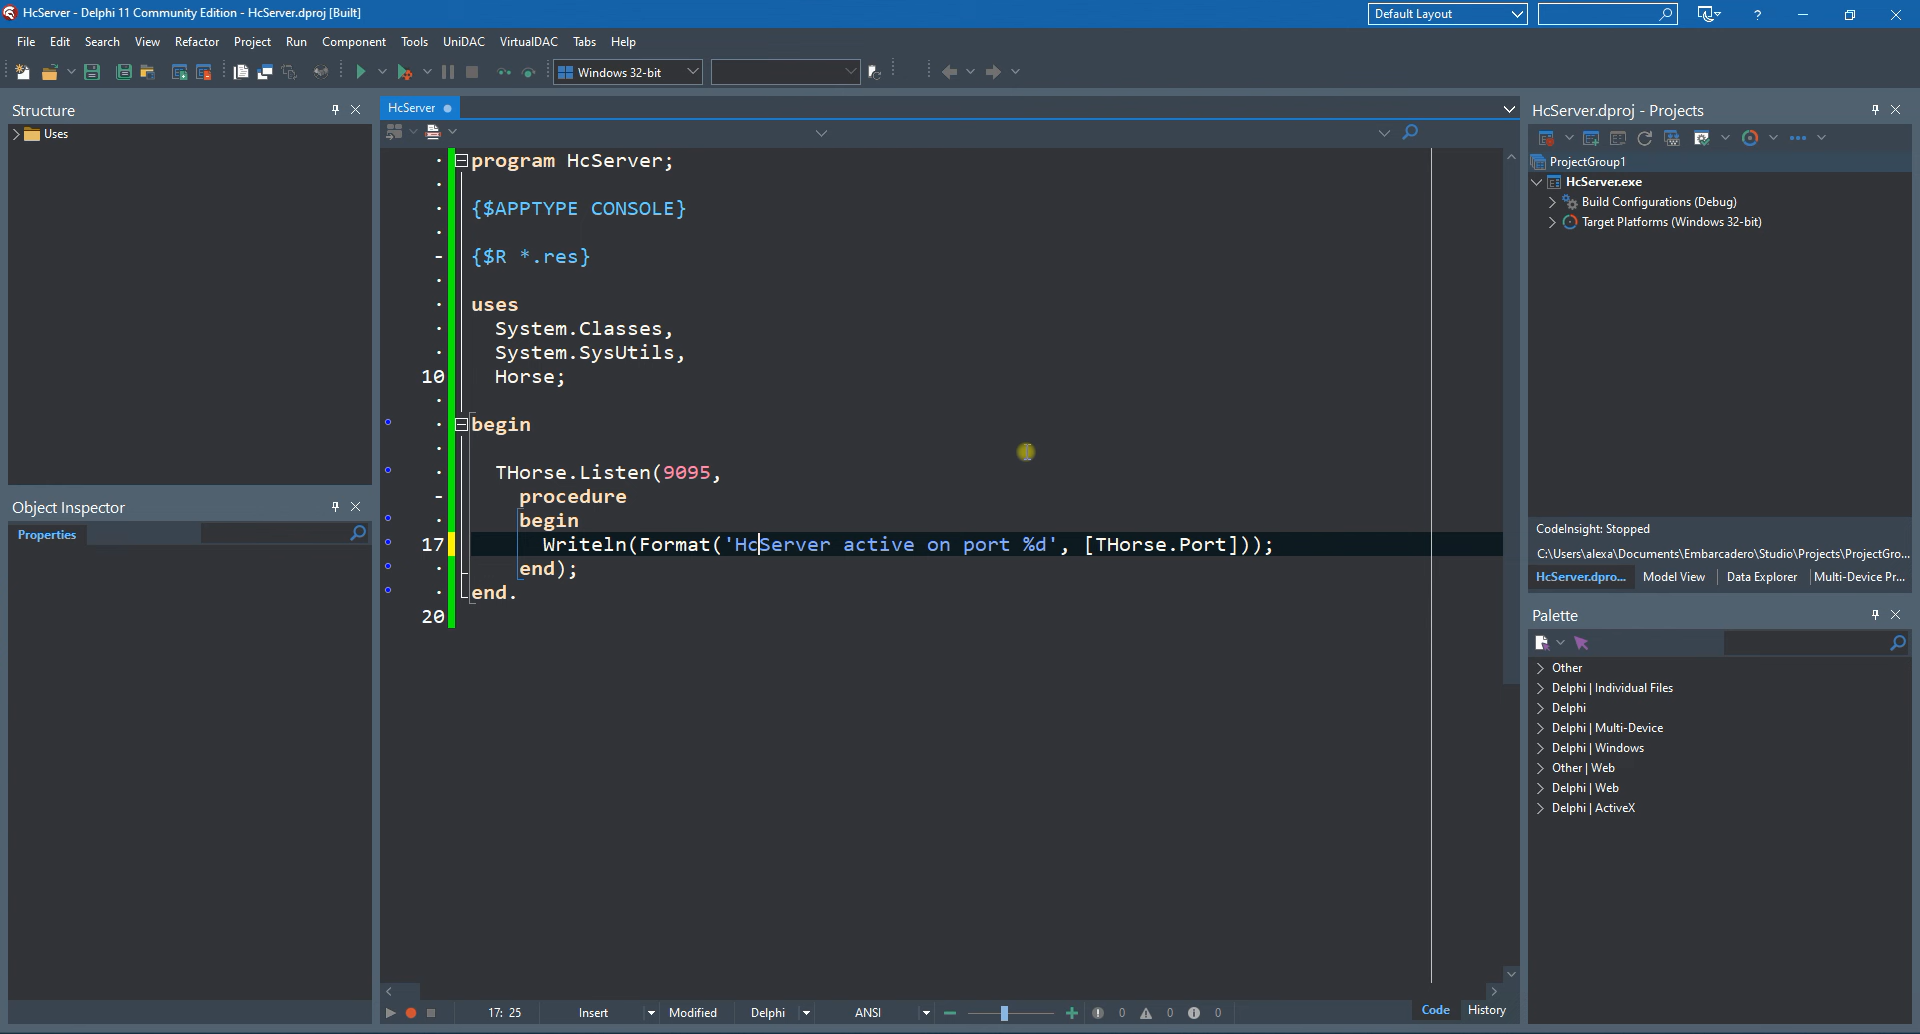 HcServer - Delphi 11 Community Edition - HcServer.dproj [Built]
Default Layout
?
File Edit Search View Refactor Project Run Component Tools UniDAC VirtualDAC Tabs Help
Windows 32-bit
Structure
Uses
Object Inspector
Properties
HcServer
program HcServer;
{$APPTYPE CONSOLE}
{$R *.res}
uses
System.Classes,
System.SysUtils,
10 Horse;
begin
THorse.Listen(9095,
procedure
begin
17 Writeln(Format('HcServer active on port %d', [THorse.Port]));
end);
end.
20
17: 25 Insert Modified Delphi ANSI 0 0 0 Code History
HcServer.dproj - Projects
ProjectGroup1
HcServer.exe
Build Configurations (Debug)
Target Platforms (Windows 32-bit)
CodeInsight: Stopped
C:\Users\alexa\Documents\Embarcadero\Studio\Projects\ProjectGro...
HcServer.dpro... Model View Data Explorer Multi-Device Pr...
Palette
Other
Delphi | Individual Files
Delphi
Delphi | Multi-Device
Delphi | Windows
Other | Web
Delphi | Web
Delphi | ActiveX